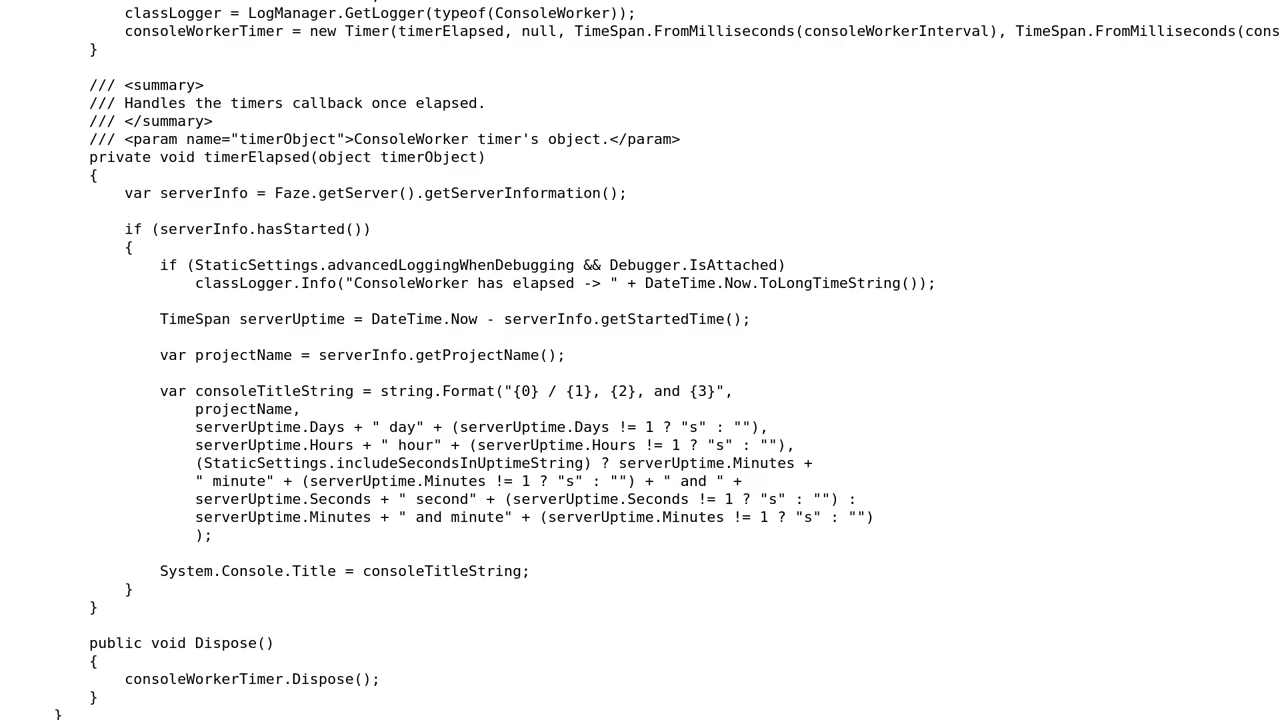 classLogger = LogManager.GetLogger(typeof(ConsoleWorker));
consoleWorkerTimer = new Timer(timerElapsed, null, TimeSpan.FromMilliseconds(consoleWorkerInterval), TimeSpan.FromMilliseconds(cons
}
/// <summary>
/// Handles the timers callback once elapsed.
/// </summary>
/// <param name="timerObject">ConsoleWorker timer's object.</param>
private void timerElapsed(object timerObject)
{
var serverInfo = Faze.getServer().getServerInformation();
if (serverInfo.hasStarted())
{
if (StaticSettings.advancedLoggingWhenDebugging && Debugger.IsAttached)
classLogger.Info("ConsoleWorker has elapsed -> " + DateTime.Now.ToLongTimeString());
TimeSpan serverUptime = DateTime.Now - serverInfo.getStartedTime();
var projectName = serverInfo.getProjectName();
var consoleTitleString = string.Format("{0} / {1}, {2}, and {3}",
projectName,
serverUptime.Days + " day" + (serverUptime.Days != 1 ? "s" : ""),
serverUptime.Hours + " hour" + (serverUptime.Hours != 1 ? "s" : ""),
(StaticSettings.includeSecondsInUptimeString) ? serverUptime.Minutes +
" minute" + (serverUptime.Minutes != 1 ? "s" : "") + " and " +
serverUptime.Seconds + " second" + (serverUptime.Seconds != 1 ? "s" : "") :
serverUptime.Minutes + " and minute" + (serverUptime.Minutes != 1 ? "s" : "")
);
System.Console.Title = consoleTitleString;
}
}
public void Dispose()
{
consoleWorkerTimer.Dispose();
}
}